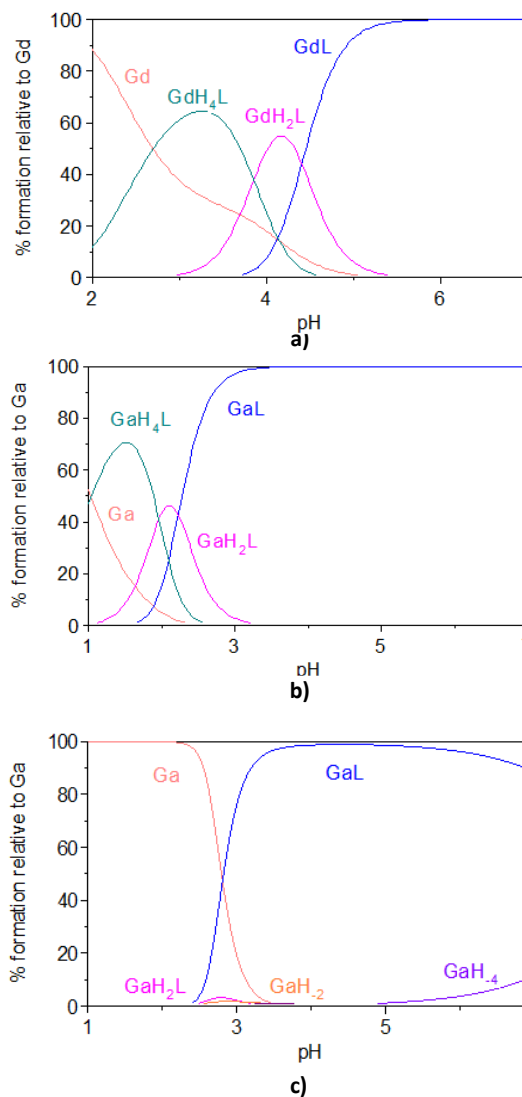 % formation relative to Gd
100
80
60
40
20
0
Gd
GdH₄L
GdH₂L
GdL
2
4
6
pH
a)
% formation relative to Ga
100
80
60
40
20
0
GaH₄L
Ga
GaH₂L
GaL
1
3
5
pH
b)
% formation relative to Ga
100
80
60
40
20
0
Ga
GaL
GaH₂L
GaH₋₂
GaH₋₄
1
3
5
pH
c)